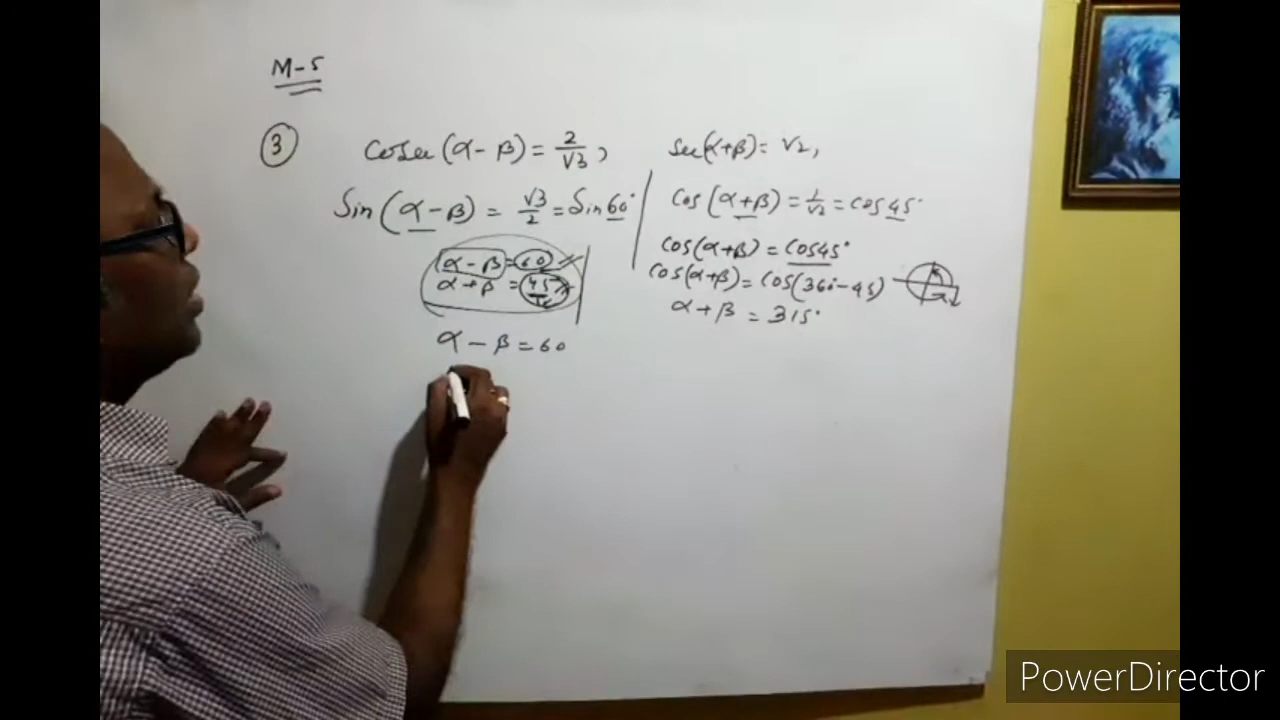 M-5
③ Cosec (α - β) = 2/√3, Sec(α+β) = √2,
Sin (α - β) = √3/2 = Sin 60° Cos (α+β) = 1/√2 = Cos 45°
Cos(α+β) = Cos45°
α - β = 60
α + β = 45
Cos(α+β) = Cos(360-45)
α + β = 315°
α - β = 60
PowerDirector